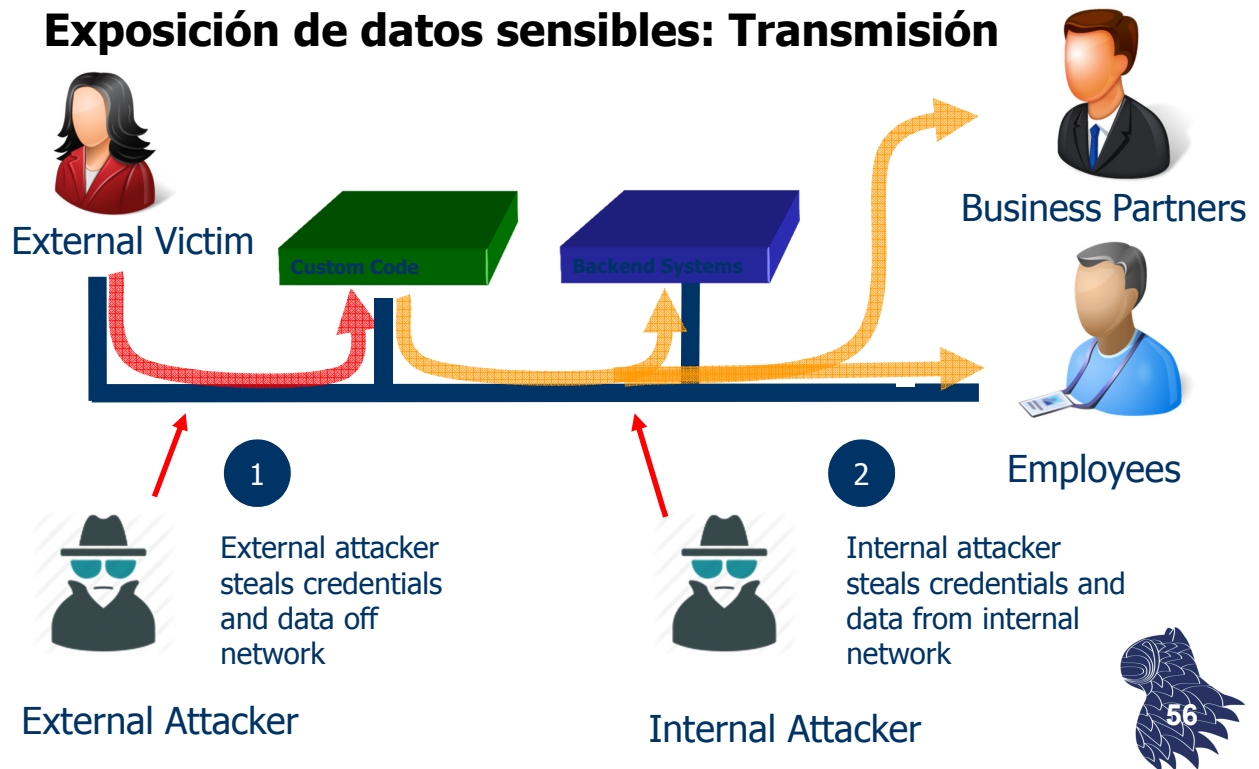 Exposición de datos sensibles: Transmisión
External Victim
Custom Code
Backend Systems
Business Partners
Employees
1
External attacker
steals credentials
and data off
network
External Attacker
2
Internal attacker
steals credentials and
data from internal
network
Internal Attacker
56